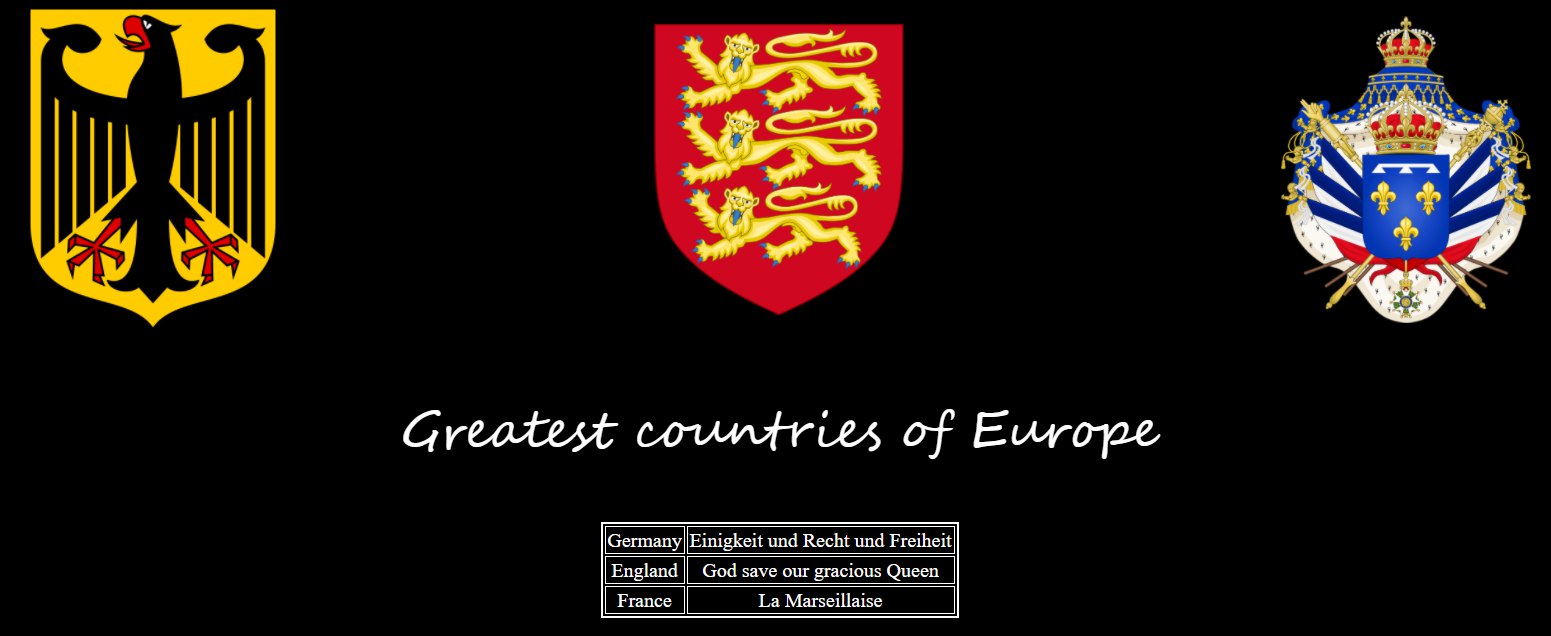 Greatest countries of Europe
Germany Einigkeit und Recht und Freiheit
England God save our gracious Queen
France La Marseillaise